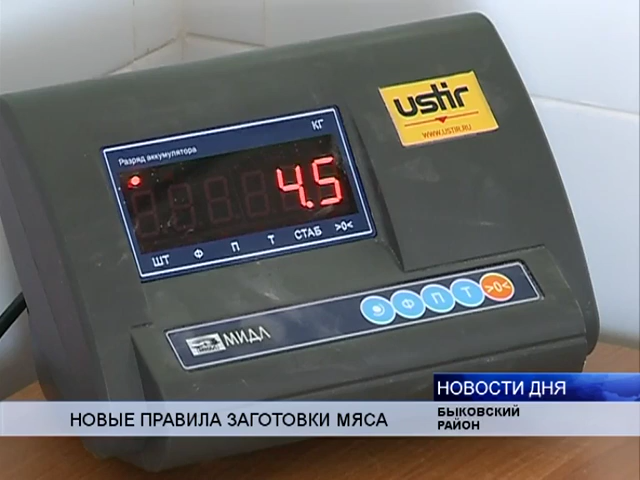 ustir
WWW.USTIR.RU
КГ
Разряд аккумулятора
4.5
ШТ Ф П Т СТАБ >0<
Ф П Т >0<
МИДЛ
НОВОСТИ ДНЯ
НОВЫЕ ПРАВИЛА ЗАГОТОВКИ МЯСА
БЫКОВСКИЙ
РАЙОН